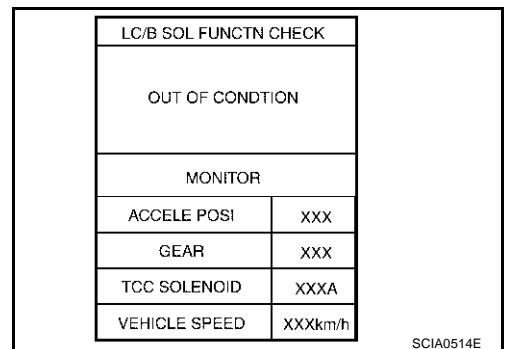 LC/B SOL FUNCTN CHECK
OUT OF CONDTION
MONITOR
ACCELE POSI XXX
GEAR XXX
TCC SOLENOID XXXA
VEHICLE SPEED XXXkm/h
SCIA0514E